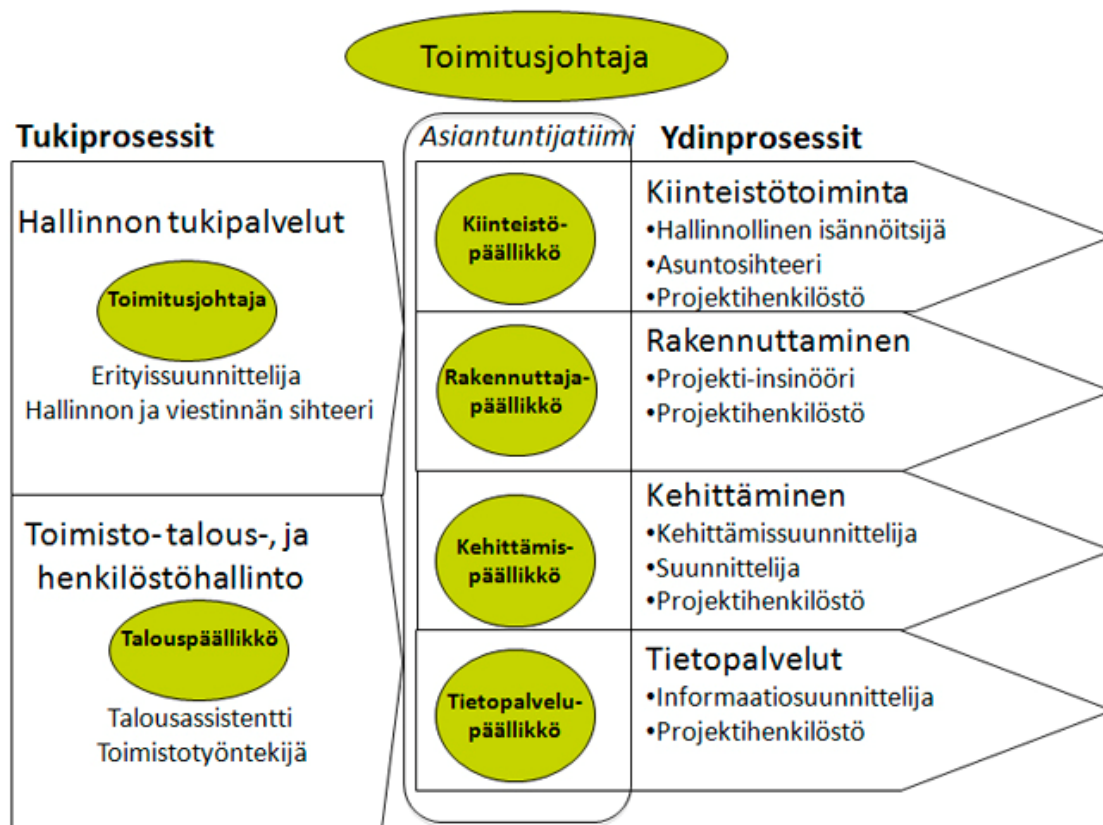 Toimitusjohtaja
Tukiprosessit
Hallinnon tukipalvelut
Toimitusjohtaja
Erityissuunnittelija
Hallinnon ja viestinnän sihteeri
Toimisto- talous-, ja
henkilöstöhallinto
Talouspäällikkö
Talousassistentti
Toimistotyöntekijä
Asiantuntijatiimi
Ydinprosessit
Kiinteistö-
päällikkö
Kiinteistötoiminta
•Hallinnollinen isännöitsijä
•Asuntosihteeri
•Projektihenkilöstö
Rakennuttaja-
päällikkö
Rakennuttaminen
•Projekti-insinööri
•Projektihenkilöstö
Kehittämis-
päällikkö
Kehittäminen
•Kehittämissuunnittelija
•Suunnittelija
•Projektihenkilöstö
Tietopalvelu-
päällikkö
Tietopalvelut
•Informaatiosuunnittelija
•Projektihenkilöstö